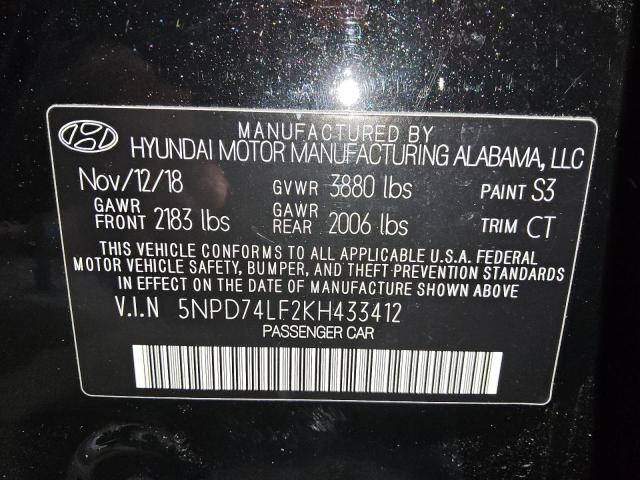 MANUFACTURED BY
HYUNDAI MOTOR MANUFACTURING ALABAMA, LLC
Nov/12/18 GVWR 3880 lbs PAINT S3
GAWR FRONT 2183 lbs GAWR REAR 2006 lbs TRIM CT
THIS VEHICLE CONFORMS TO ALL APPLICABLE U.S.A. FEDERAL
MOTOR VEHICLE SAFETY, BUMPER, AND THEFT PREVENTION STANDARDS
IN EFFECT ON THE DATE OF MANUFACTURE SHOWN ABOVE.
V.I.N 5NPD74LF2KH433412
PASSENGER CAR